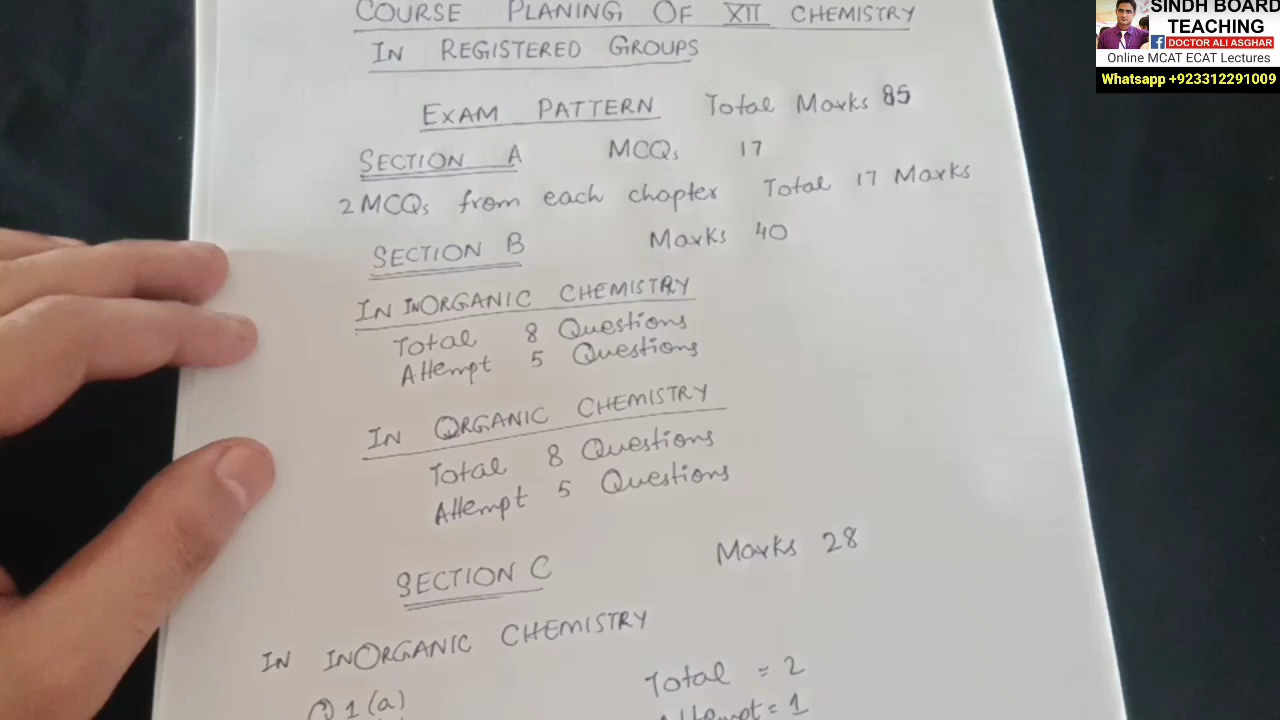 COURSE PLANING OF XII CHEMISTRY
IN REGISTERED GROUPS
EXAM PATTERN Total Marks 85
SECTION A MCQs 17
2 MCQs from each chapter Total 17 Marks
SECTION B Marks 40
IN INORGANIC CHEMISTRY
Total 8 Questions
Attempt 5 Questions
IN ORGANIC CHEMISTRY
Total 8 Questions
Attempt 5 Questions
SECTION C Marks 28
IN INORGANIC CHEMISTRY
Q1(a) Total = 2
Attempt = 1
SINDH BOARD
TEACHING
DOCTOR ALI ASGHAR
Online MCAT ECAT Lectures
Whatsapp +923312291009